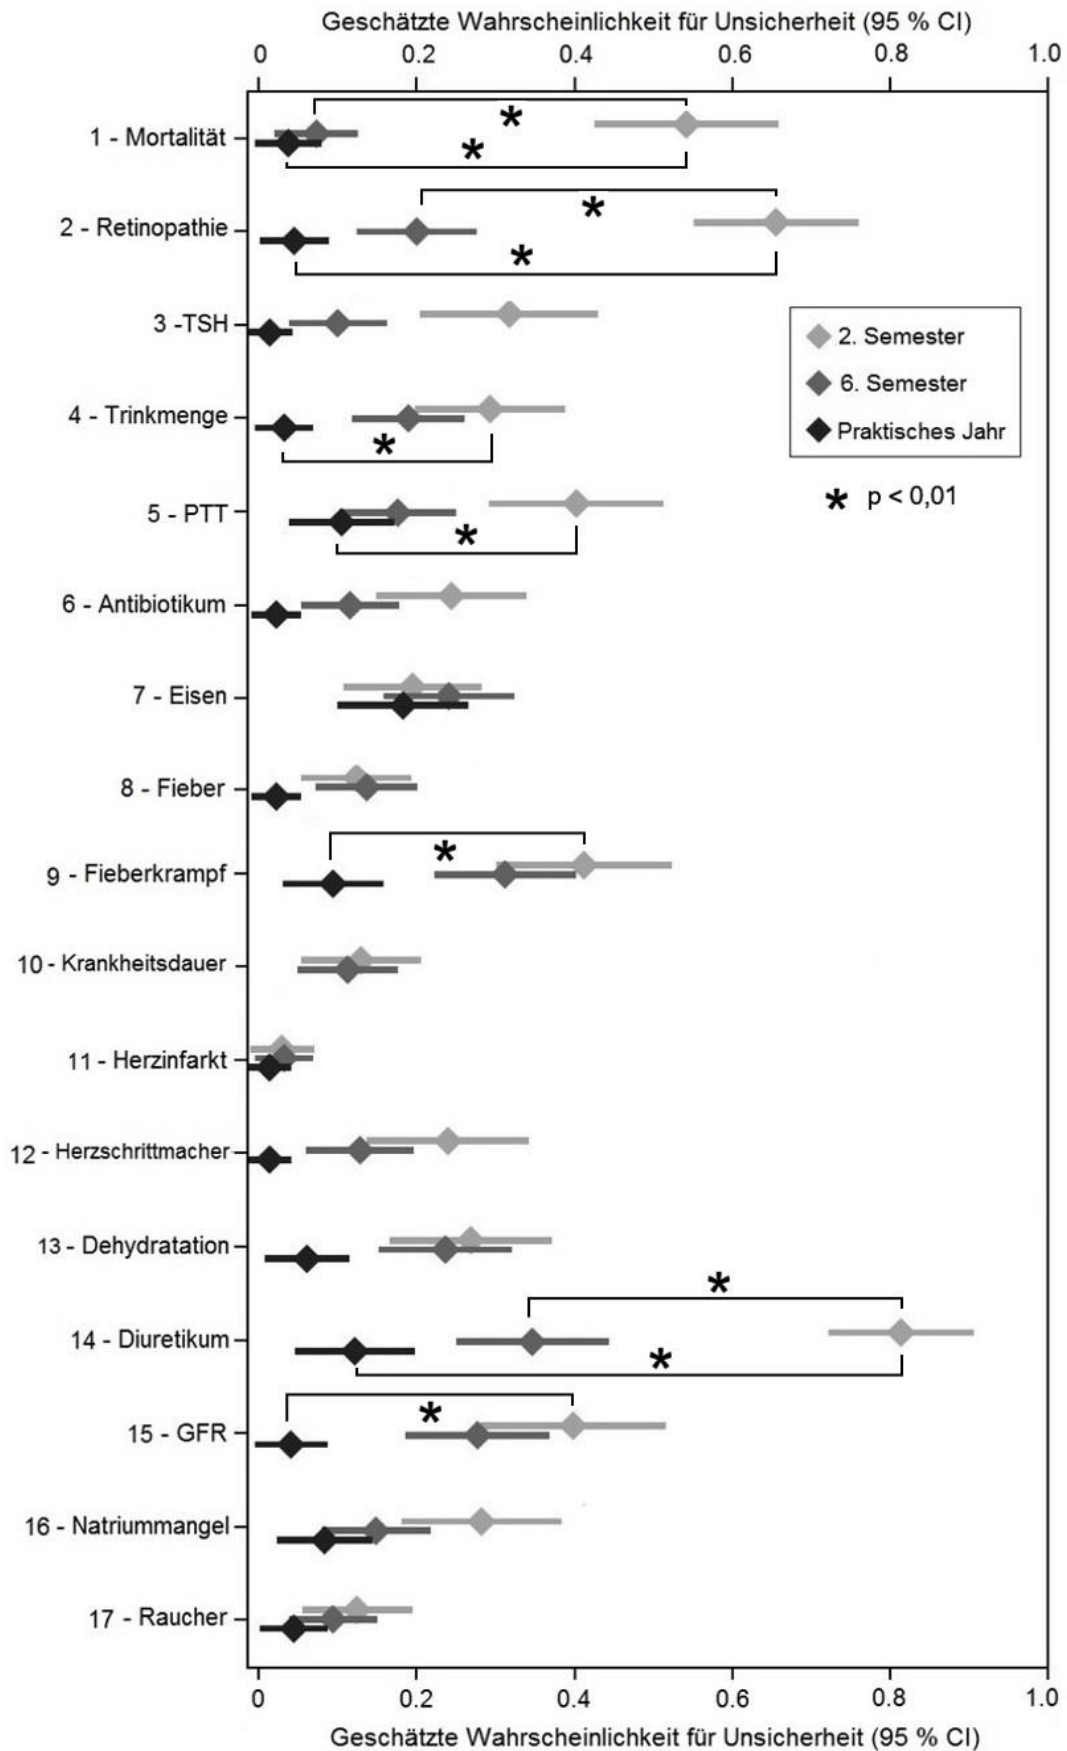 Geschätzte Wahrscheinlichkeit für Unsicherheit (95 % CI)
0 0.2 0.4 0.6 0.8 1.0
1 - Mortalität
*
*
2 - Retinopathie
*
*
3 -TSH
2. Semester
6. Semester
Praktisches Jahr
* p < 0,01
4 - Trinkmenge
*
5 - PTT
*
6 - Antibiotikum
7 - Eisen
8 - Fieber
9 - Fieberkrampf
*
10 - Krankheitsdauer
11 - Herzinfarkt
12 - Herzschrittmacher
13 - Dehydratation
14 - Diuretikum
*
*
15 - GFR
*
16 - Natriummangel
17 - Raucher
0 0.2 0.4 0.6 0.8 1.0
Geschätzte Wahrscheinlichkeit für Unsicherheit (95 % CI)